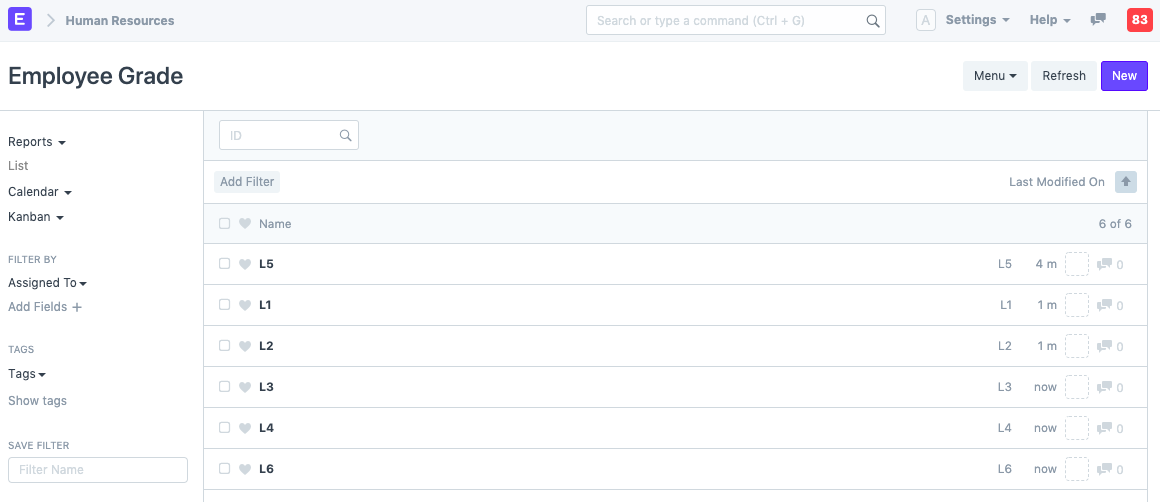 E Human Resources Search or type a command (Ctrl + G) A Settings Help 83
Employee Grade Menu Refresh New
Reports
List
Calendar
Kanban
FILTER BY
Assigned To
Add Fields
TAGS
Tags
Show tags
SAVE FILTER
Filter Name
ID
Add Filter Last Modified On
Name 6 of 6
L5 L5 4 m 0
L1 L1 1 m 0
L2 L2 1 m 0
L3 L3 now 0
L4 L4 now 0
L6 L6 now 0